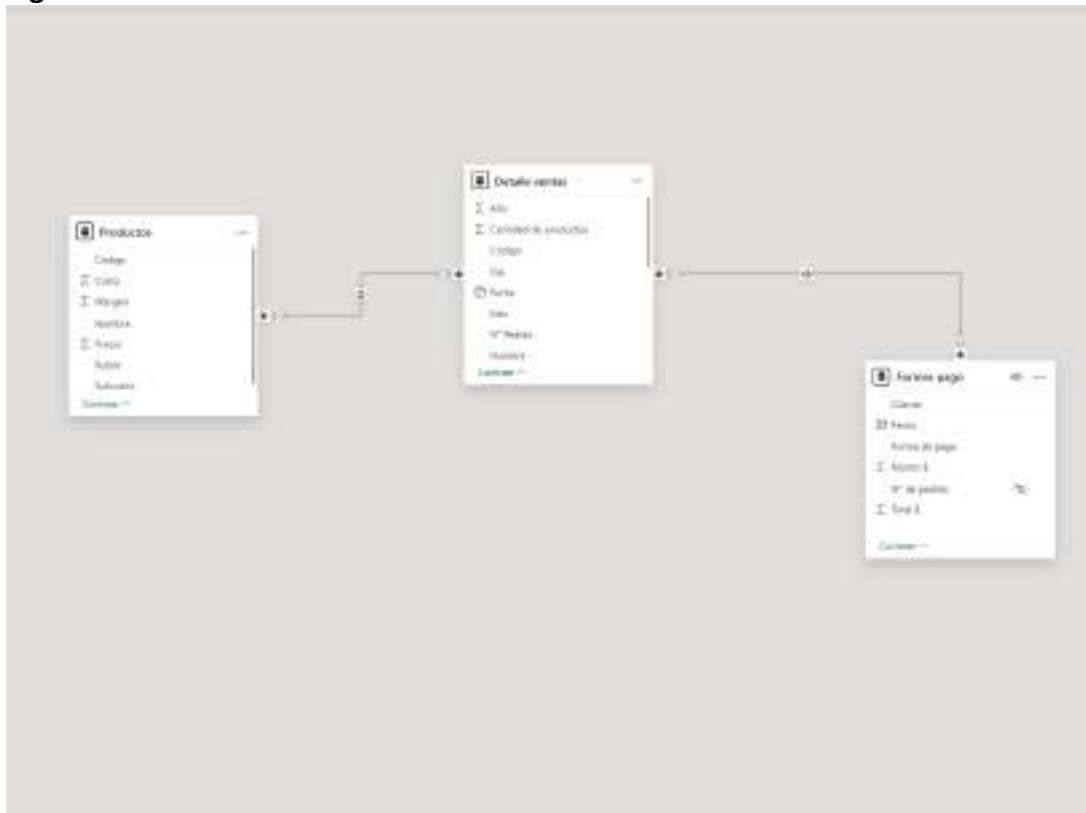 Productos
Código
Σ Costo
Σ Margen
Nombre
Σ Precio
Rubro
Subrubro
Contraer
Detalle ventas
Σ Año
Σ Cantidad de productos
Código
Día
Fecha
Mes
N° Pedido
Nombre
Contraer
Formas pago
Cliente
Fecha
Forma de pago
Σ Monto $
N° de pedido
Σ Total $
Contraer